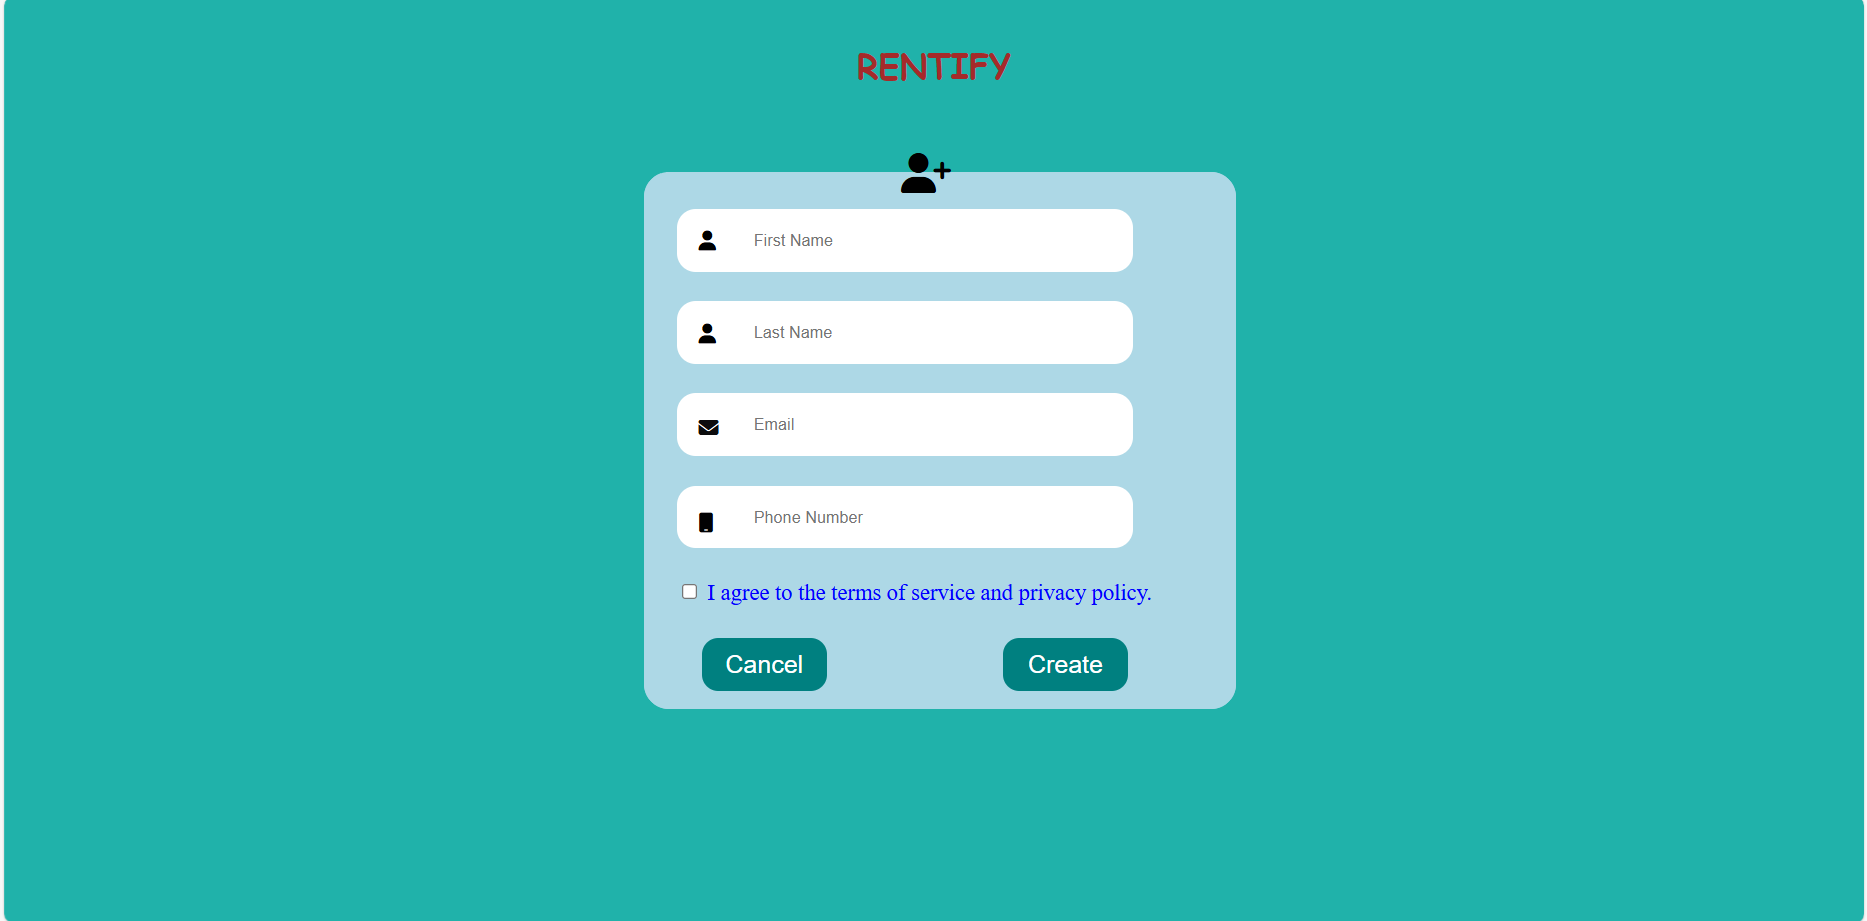 RENTIFY
First Name
Last Name
Email
Phone Number
I agree to the terms of service and privacy policy.
Cancel Create